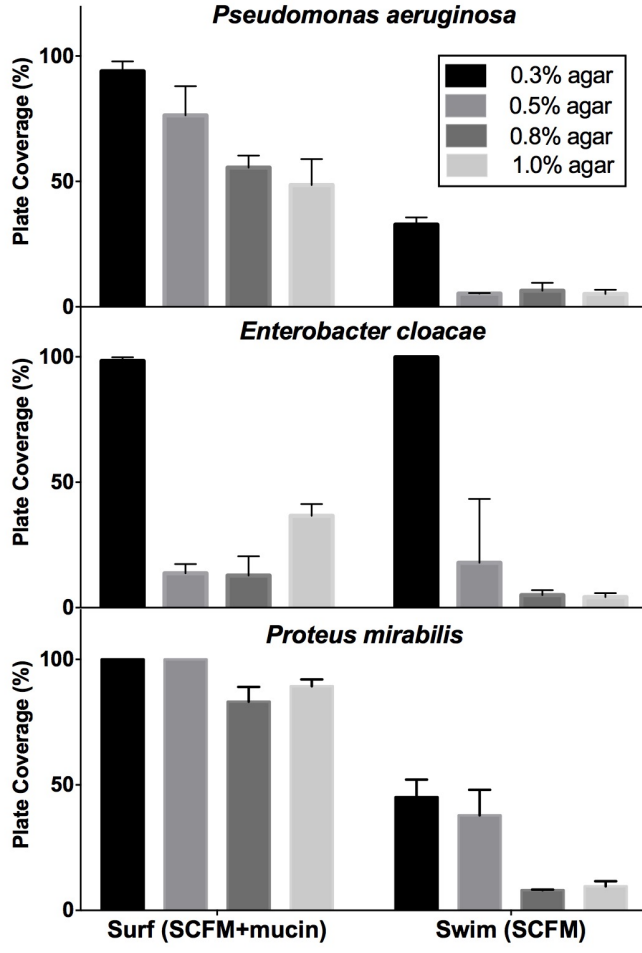 Pseudomonas aeruginosa
Plate Coverage (%)
100
50
0
0.3% agar
0.5% agar
0.8% agar
1.0% agar
Enterobacter cloacae
Plate Coverage (%)
100
50
0
Proteus mirabilis
Plate Coverage (%)
100
50
0
Surf (SCFM+mucin) Swim (SCFM)